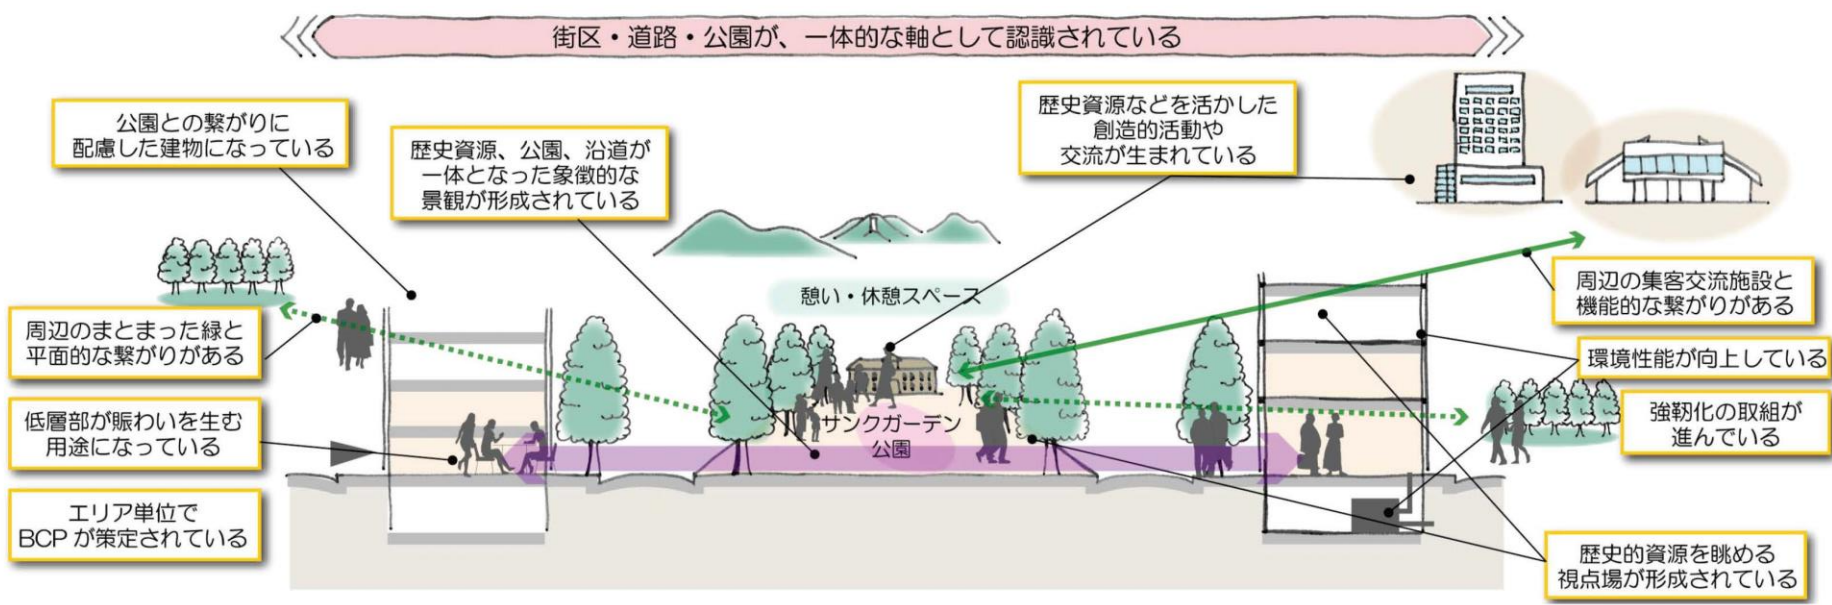 街区・道路・公園が、一体的な軸として認識されている
公園との繋がりに
配慮した建物になっている
歴史資源、公園、沿道が
一体となった象徴的な
景観が形成されている
歴史資源などを活かした
創造的活動や
交流が生まれている
周辺のまとまった緑と
平面的な繋がりがある
憩い・休憩スペース
周辺の集客交流施設と
機能的な繋がりがある
環境性能が向上している
低層部が賑わいを生む
用途になっている
サンクガーデン
公園
強靭化の取組が
進んでいる
エリア単位で
BCPが策定されている
歴史的資源を眺める
視点場が形成されている